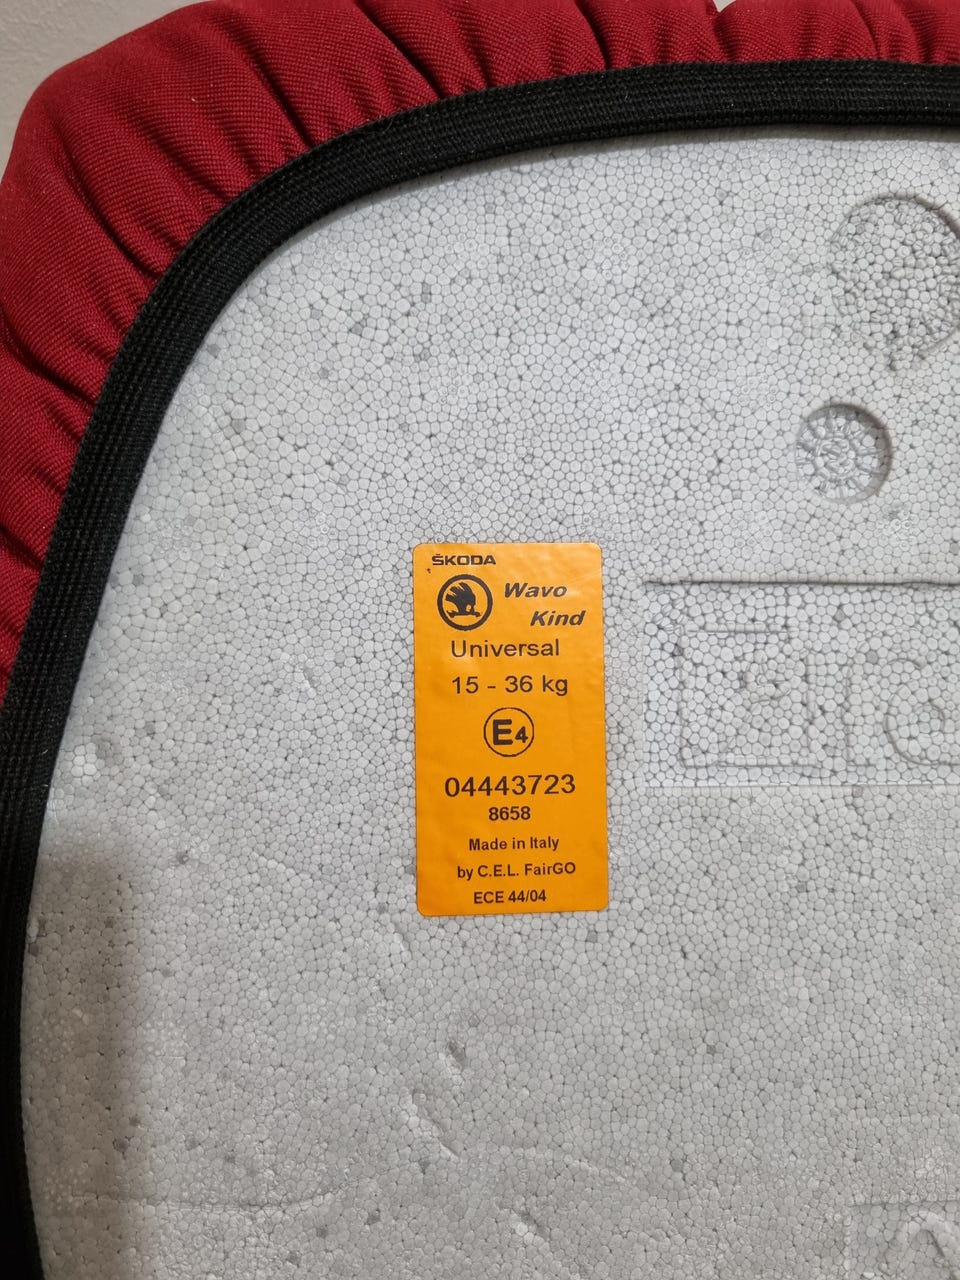 ŠKODA
Wavo
Kind
Universal
15 - 36 kg
E4
04443723
8658
Made in Italy
by C.E.L. FairGO
ECE 44/04